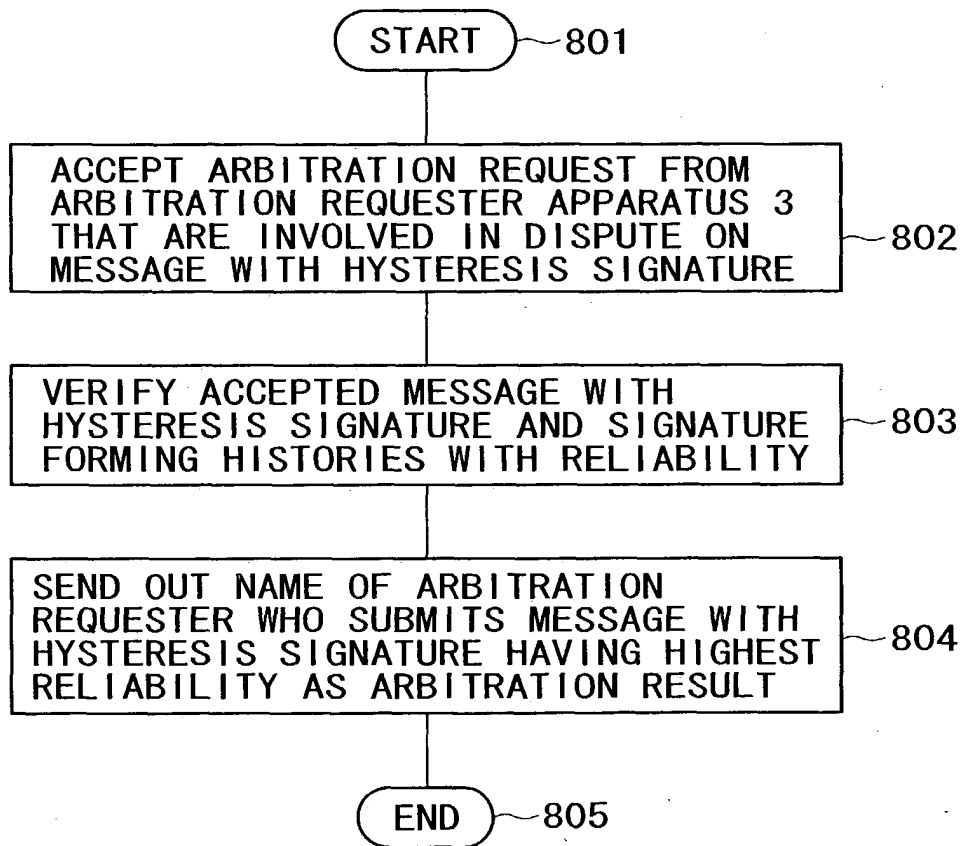 START 801
ACCEPT ARBITRATION REQUEST FROM
ARBITRATION REQUESTER APPARATUS 3
THAT ARE INVOLVED IN DISPUTE ON
MESSAGE WITH HYSTERESIS SIGNATURE
802
VERIFY ACCEPTED MESSAGE WITH
HYSTERESIS SIGNATURE AND SIGNATURE
FORMING HISTORIES WITH RELIABILITY
803
SEND OUT NAME OF ARBITRATION
REQUESTER WHO SUBMITS MESSAGE WITH
HYSTERESIS SIGNATURE HAVING HIGHEST
RELIABILITY AS ARBITRATION RESULT
804
END 805